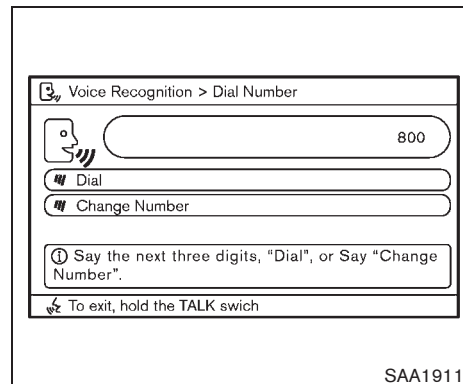 Voice Recognition > Dial Number
800
Dial
Change Number
ⓘ Say the next three digits, “Dial”, or Say “Change
Number”.
To exit, hold the TALK swich
SAA1911